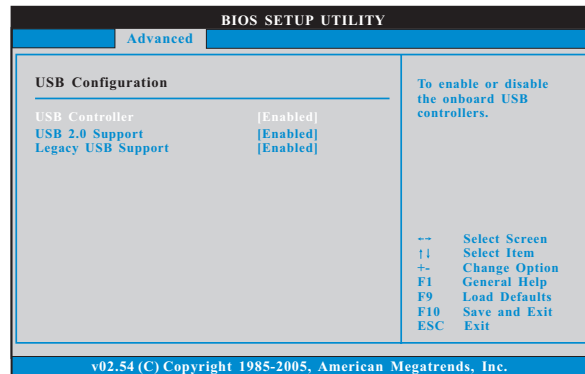 BIOS SETUP UTILITY
Advanced
USB Configuration
USB Controller [Enabled]
USB 2.0 Support [Enabled]
Legacy USB Support [Enabled]
To enable or disable
the onboard USB
controllers.
←→ Select Screen
↑↓ Select Item
+- Change Option
F1 General Help
F9 Load Defaults
F10 Save and Exit
ESC Exit
v02.54 (C) Copyright 1985-2005, American Megatrends, Inc.